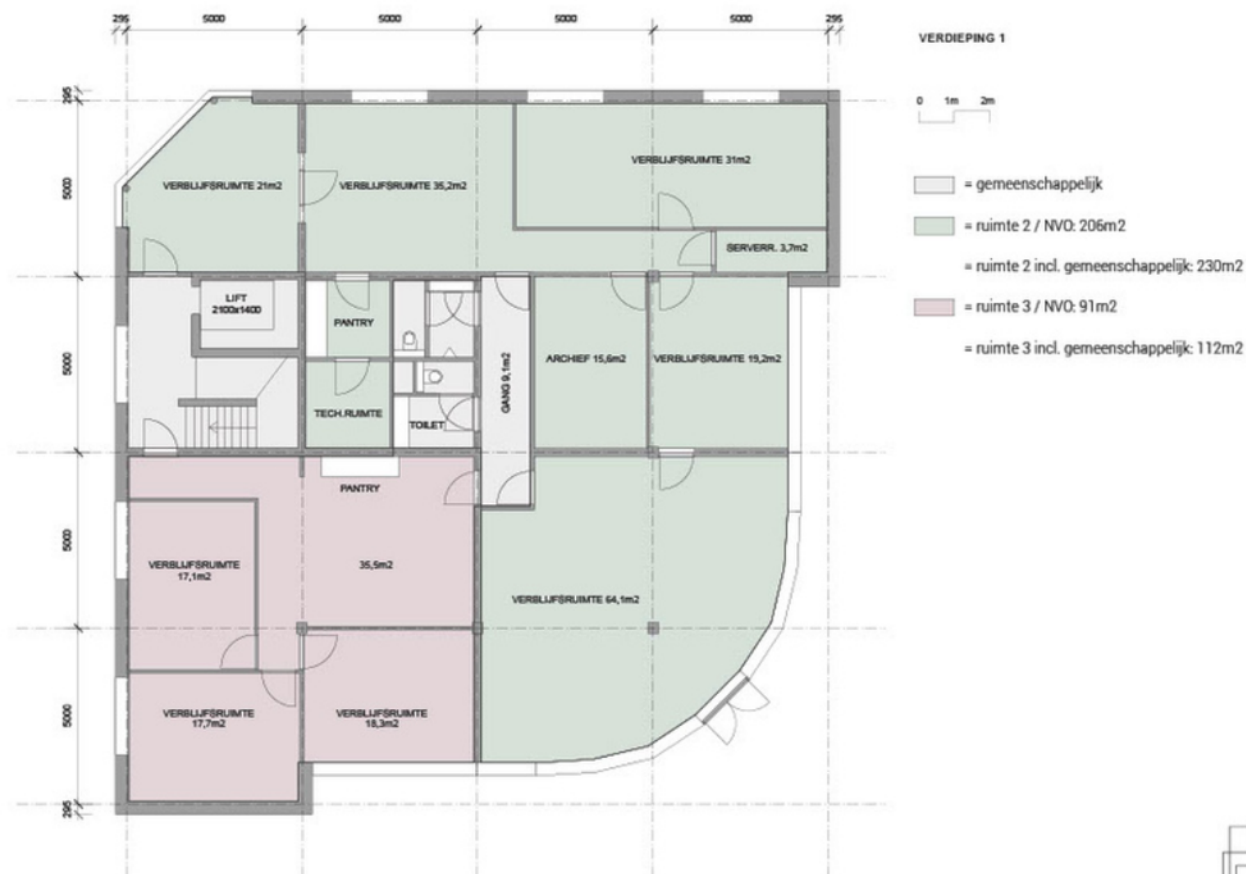 295 5000 5000 5000 5000 295
VERDIEPING 1
0 1m 2m
295
5000
5000
5000
5000
295
VERBLIJFSRUIMTE 21m2
VERBLIJFSRUIMTE 35,2m2
VERBLIJFSRUIMTE 31m2
SERVERR. 3,7m2
LIFT
2100x1400
PANTRY
TECH.RUIMTE
TOILET
GANG 9,1m2
ARCHIEF 15,6m2
VERBLIJFSRUIMTE 19,2m2
PANTRY
VERBLIJFSRUIMTE
17,1m2
35,5m2
VERBLIJFSRUIMTE 64,1m2
VERBLIJFSRUIMTE
17,7m2
VERBLIJFSRUIMTE
18,3m2
= gemeenschappelijk
= ruimte 2 / NVO: 206m2
= ruimte 2 incl. gemeenschappelijk: 230m2
= ruimte 3 / NVO: 91m2
= ruimte 3 incl. gemeenschappelijk: 112m2